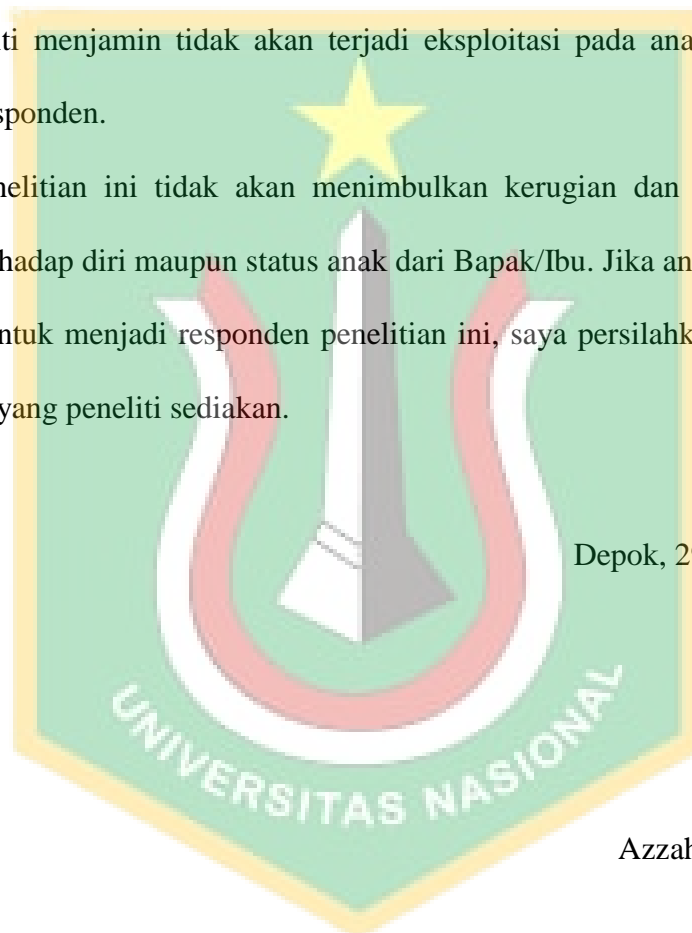 iti menjamin tidak akan terjadi eksploitasi pada ana
sponden.
nelitian ini tidak akan menimbulkan kerugian dan
rhadap diri maupun status anak dari Bapak/Ibu. Jika an
ntuk menjadi responden penelitian ini, saya persilahk
yang peneliti sediakan.
Depok, 2
UNIVERSITAS NASIONAL
Azzah